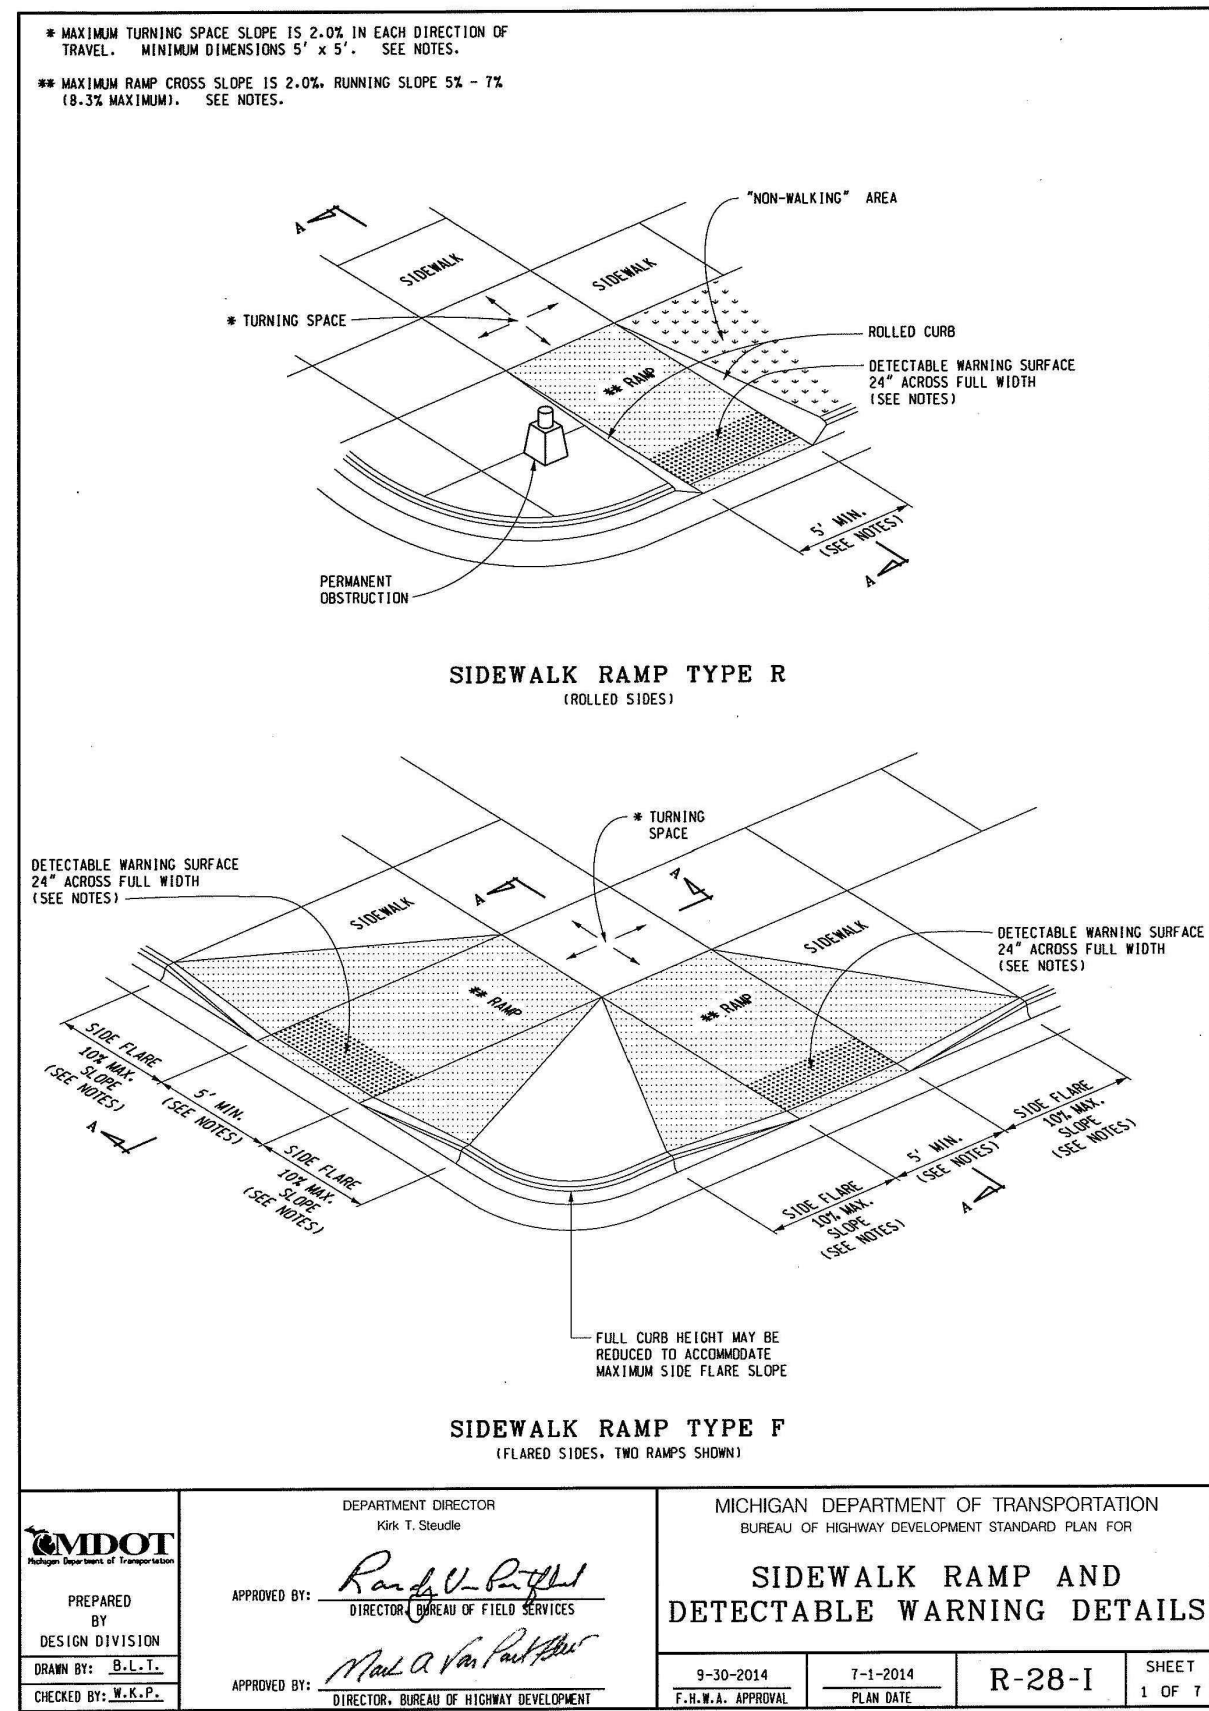 * MAXIMUM TURNING SPACE SLOPE IS 2.0% IN EACH DIRECTION OF
TRAVEL. MINIMUM DIMENSIONS 5' x 5'. SEE NOTES.
** MAXIMUM RAMP CROSS SLOPE IS 2.0%, RUNNING SLOPE 5% - 7%
(8.3% MAXIMUM). SEE NOTES.
"NON-WALKING" AREA
A
SIDEWALK
SIDEWALK
* TURNING SPACE
ROLLED CURB
DETECTABLE WARNING SURFACE
24" ACROSS FULL WIDTH
(SEE NOTES)
** RAMP
5' MIN.
(SEE NOTES)
A
PERMANENT
OBSTRUCTION
SIDEWALK RAMP TYPE R
(ROLLED SIDES)
* TURNING
SPACE
DETECTABLE WARNING SURFACE
24" ACROSS FULL WIDTH
(SEE NOTES)
A
A
SIDEWALK
SIDEWALK
DETECTABLE WARNING SURFACE
24" ACROSS FULL WIDTH
(SEE NOTES)
** RAMP
** RAMP
SIDE FLARE
10% MAX.
SLOPE
(SEE NOTES)
5' MIN.
(SEE NOTES)
A
SIDE FLARE
10% MAX.
SLOPE
(SEE NOTES)
SIDE FLARE
10% MAX.
SLOPE
(SEE NOTES)
5' MIN.
(SEE NOTES)
A
SIDE FLARE
10% MAX.
SLOPE
(SEE NOTES)
FULL CURB HEIGHT MAY BE
REDUCED TO ACCOMMODATE
MAXIMUM SIDE FLARE SLOPE
SIDEWALK RAMP TYPE F
(FLARED SIDES, TWO RAMPS SHOWN)
MDOT
Michigan Department of Transportation
PREPARED
BY
DESIGN DIVISION
DRAWN BY: B.L.T.
CHECKED BY: W.K.P.
DEPARTMENT DIRECTOR
Kirk T. Steudle
APPROVED BY:
DIRECTOR, BUREAU OF FIELD SERVICES
APPROVED BY: Mark A Van Port Fleet
DIRECTOR, BUREAU OF HIGHWAY DEVELOPMENT
MICHIGAN DEPARTMENT OF TRANSPORTATION
BUREAU OF HIGHWAY DEVELOPMENT STANDARD PLAN FOR
SIDEWALK RAMP AND
DETECTABLE WARNING DETAILS
9-30-2014
F.H.W.A. APPROVAL
7-1-2014
PLAN DATE
R-28-I
SHEET
1 OF 7